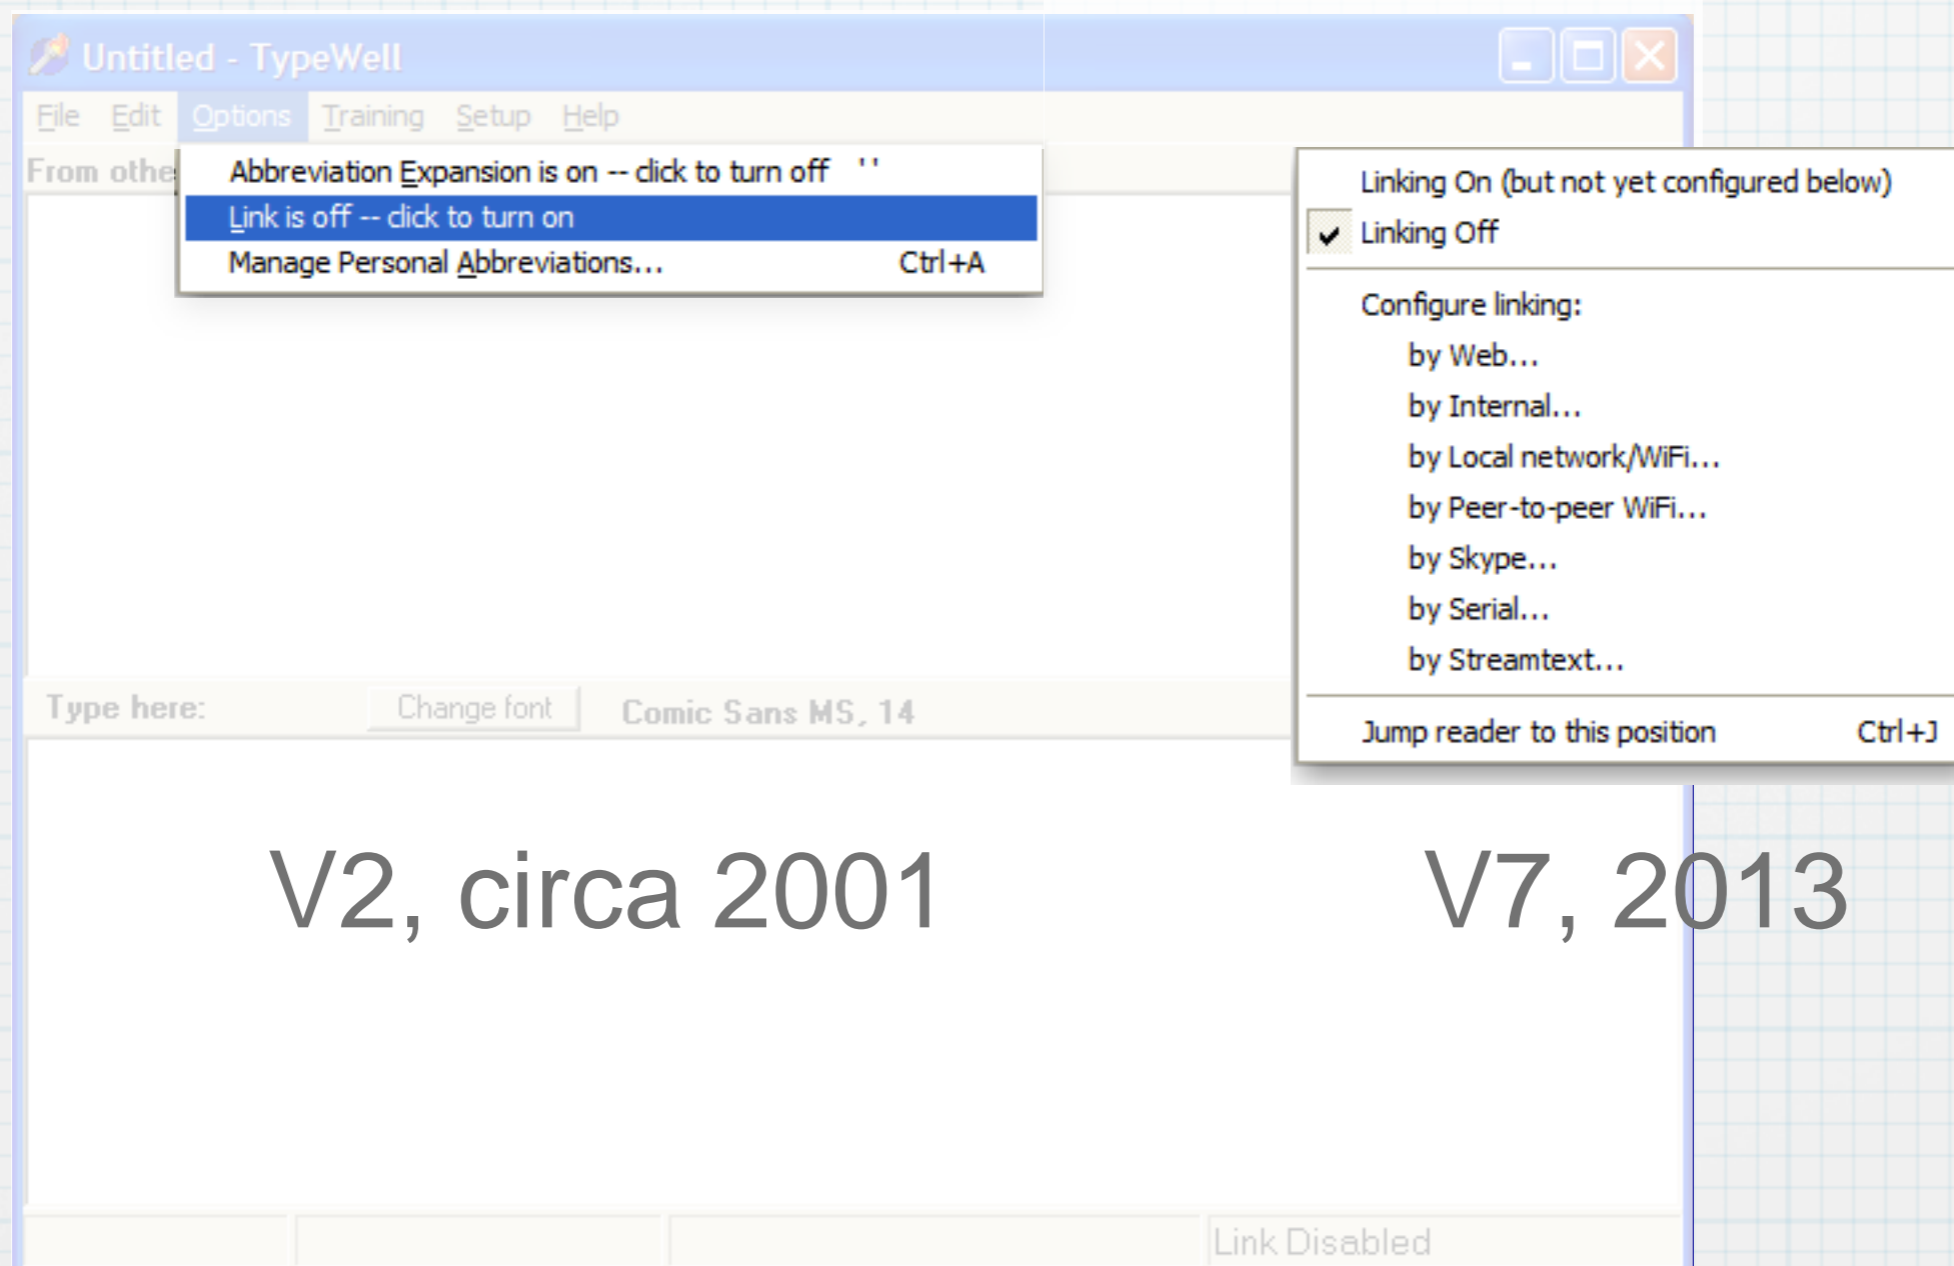 Untitled - TypeWell
File Edit Options Training Setup Help
From othe
Abbreviation Expansion is on -- click to turn off ' '
Link is off -- click to turn on
Manage Personal Abbreviations... Ctrl+A
Linking On (but not yet configured below)
Linking Off
Configure linking:
by Web...
by Internal...
by Local network/WiFi...
by Peer-to-peer WiFi...
by Skype...
by Serial...
by Streamtext...
Jump reader to this position Ctrl+J
Type here: Change font Comic Sans MS, 14
V2, circa 2001
V7, 2013
Link Disabled